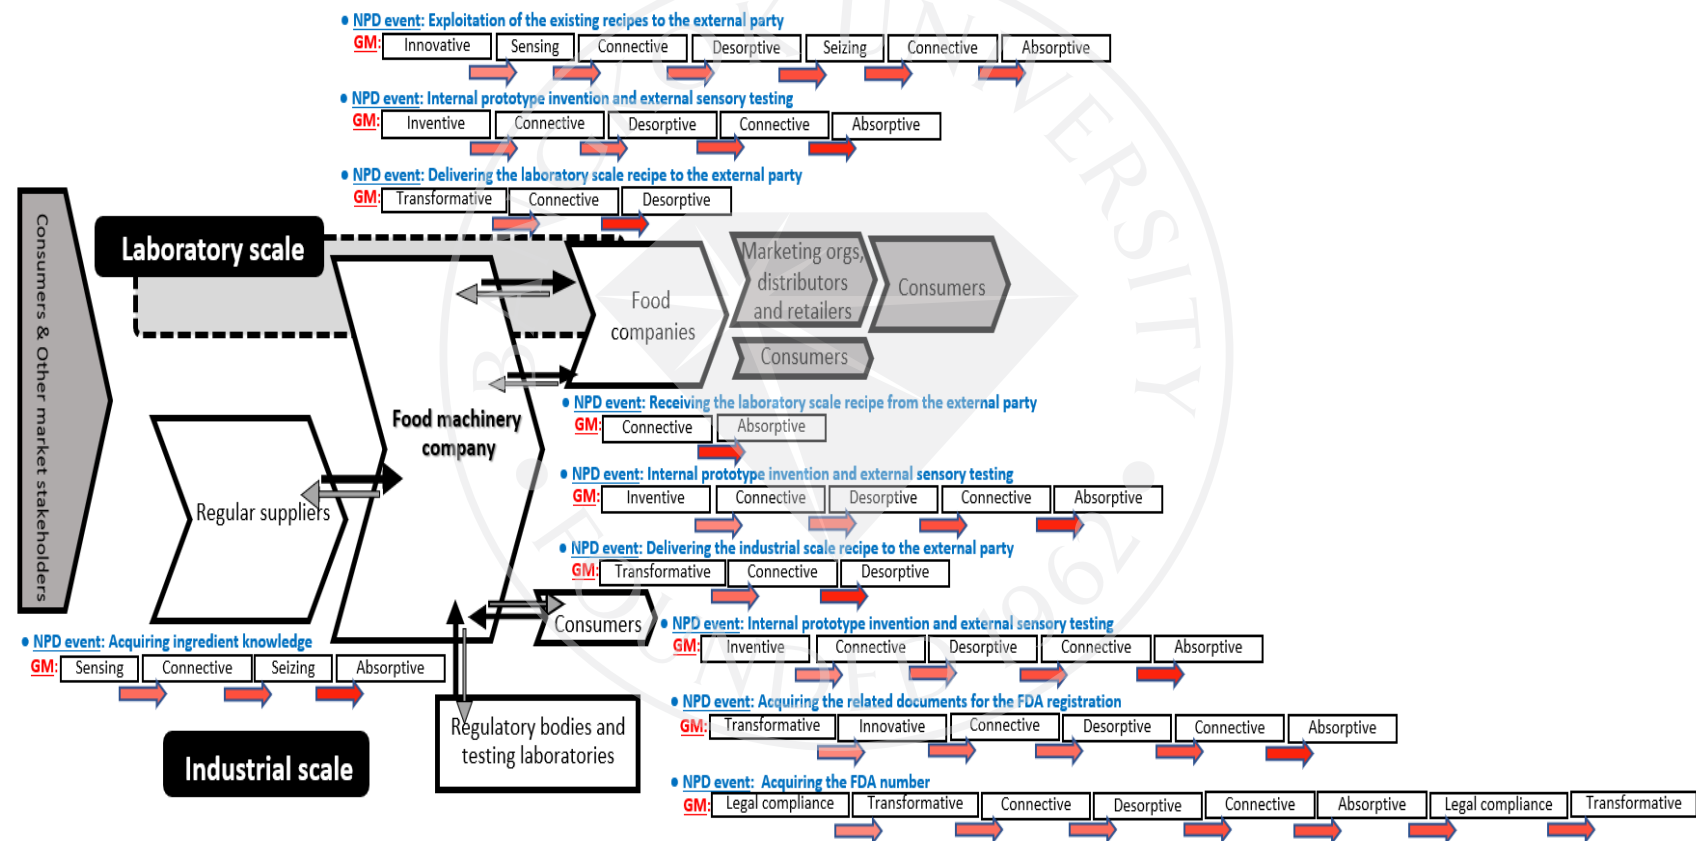 • NPD event: Exploitation of the existing recipes to the external party
GM: Innovative Sensing Connective Desorptive Seizing Connective Absorptive
• NPD event: Internal prototype invention and external sensory testing
GM: Inventive Connective Desorptive Connective Absorptive
• NPD event: Delivering the laboratory scale recipe to the external party
GM: Transformative Connective Desorptive
Consumers & Other market stakeholders
Laboratory scale
Food machinery
company
Food
companies
Marketing orgs,
distributors
and retailers
Consumers
Consumers
Regular suppliers
• NPD event: Receiving the laboratory scale recipe from the external party
GM: Connective Absorptive
• NPD event: Internal prototype invention and external sensory testing
GM: Inventive Connective Desorptive Connective Absorptive
• NPD event: Delivering the industrial scale recipe to the external party
GM: Transformative Connective Desorptive
Consumers
• NPD event: Internal prototype invention and external sensory testing
GM: Inventive Connective Desorptive Connective Absorptive
• NPD event: Acquiring ingredient knowledge
GM: Sensing Connective Seizing Absorptive
• NPD event: Acquiring the related documents for the FDA registration
GM: Transformative Innovative Connective Desorptive Connective Absorptive
Regulatory bodies and
testing laboratories
Industrial scale
• NPD event: Acquiring the FDA number
GM: Legal compliance Transformative Connective Desorptive Connective Absorptive Legal compliance Transformative
BANGKOK UNIVERSITY
FOUNDED 1962